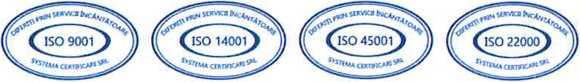 DIFERIȚI PRIN SERVICII ÎNCÂNTĂTOARE
ISO 9001
SYSTEMA CERTIFICARI SRL
DIFERIȚI PRIN SERVICII ÎNCÂNTĂTOARE
ISO 14001
SYSTEMA CERTIFICARI SRL
DIFERIȚI PRIN SERVICII ÎNCÂNTĂTOARE
ISO 45001
SYSTEMA CERTIFICARI SRL
DIFERIȚI PRIN SERVICII ÎNCÂNTĂTOARE
ISO 22000
SYSTEMA CERTIFICARI SRL